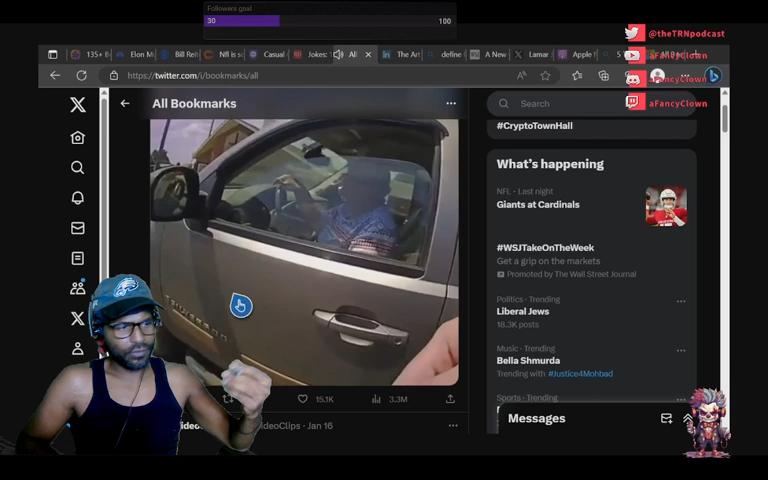 Followers goal
30
100
@theTRNpodcast
aFancyClown
aFancyClown
aFancyClown
135+ B
Elon M
Bill Rei
Nfl is s
Casual
Jokes:
All
The Art
define
Lamar
Apple
A New
https://twitter.com/i/bookmarks/all
All Bookmarks
Search
#CryptoTownHall
What's happening
NFL · Last night
Giants at Cardinals
#WSJTakeOnTheWeek
Get a grip on the markets
Promoted by The Wall Street Journal
Politics · Trending
Liberal Jews
18.3K posts
Music · Trending
Bella Shmurda
Trending with #Justice4Mohbad
Sports · Trending
15.1K
3.3M
ideoClips · Jan 16
Messages